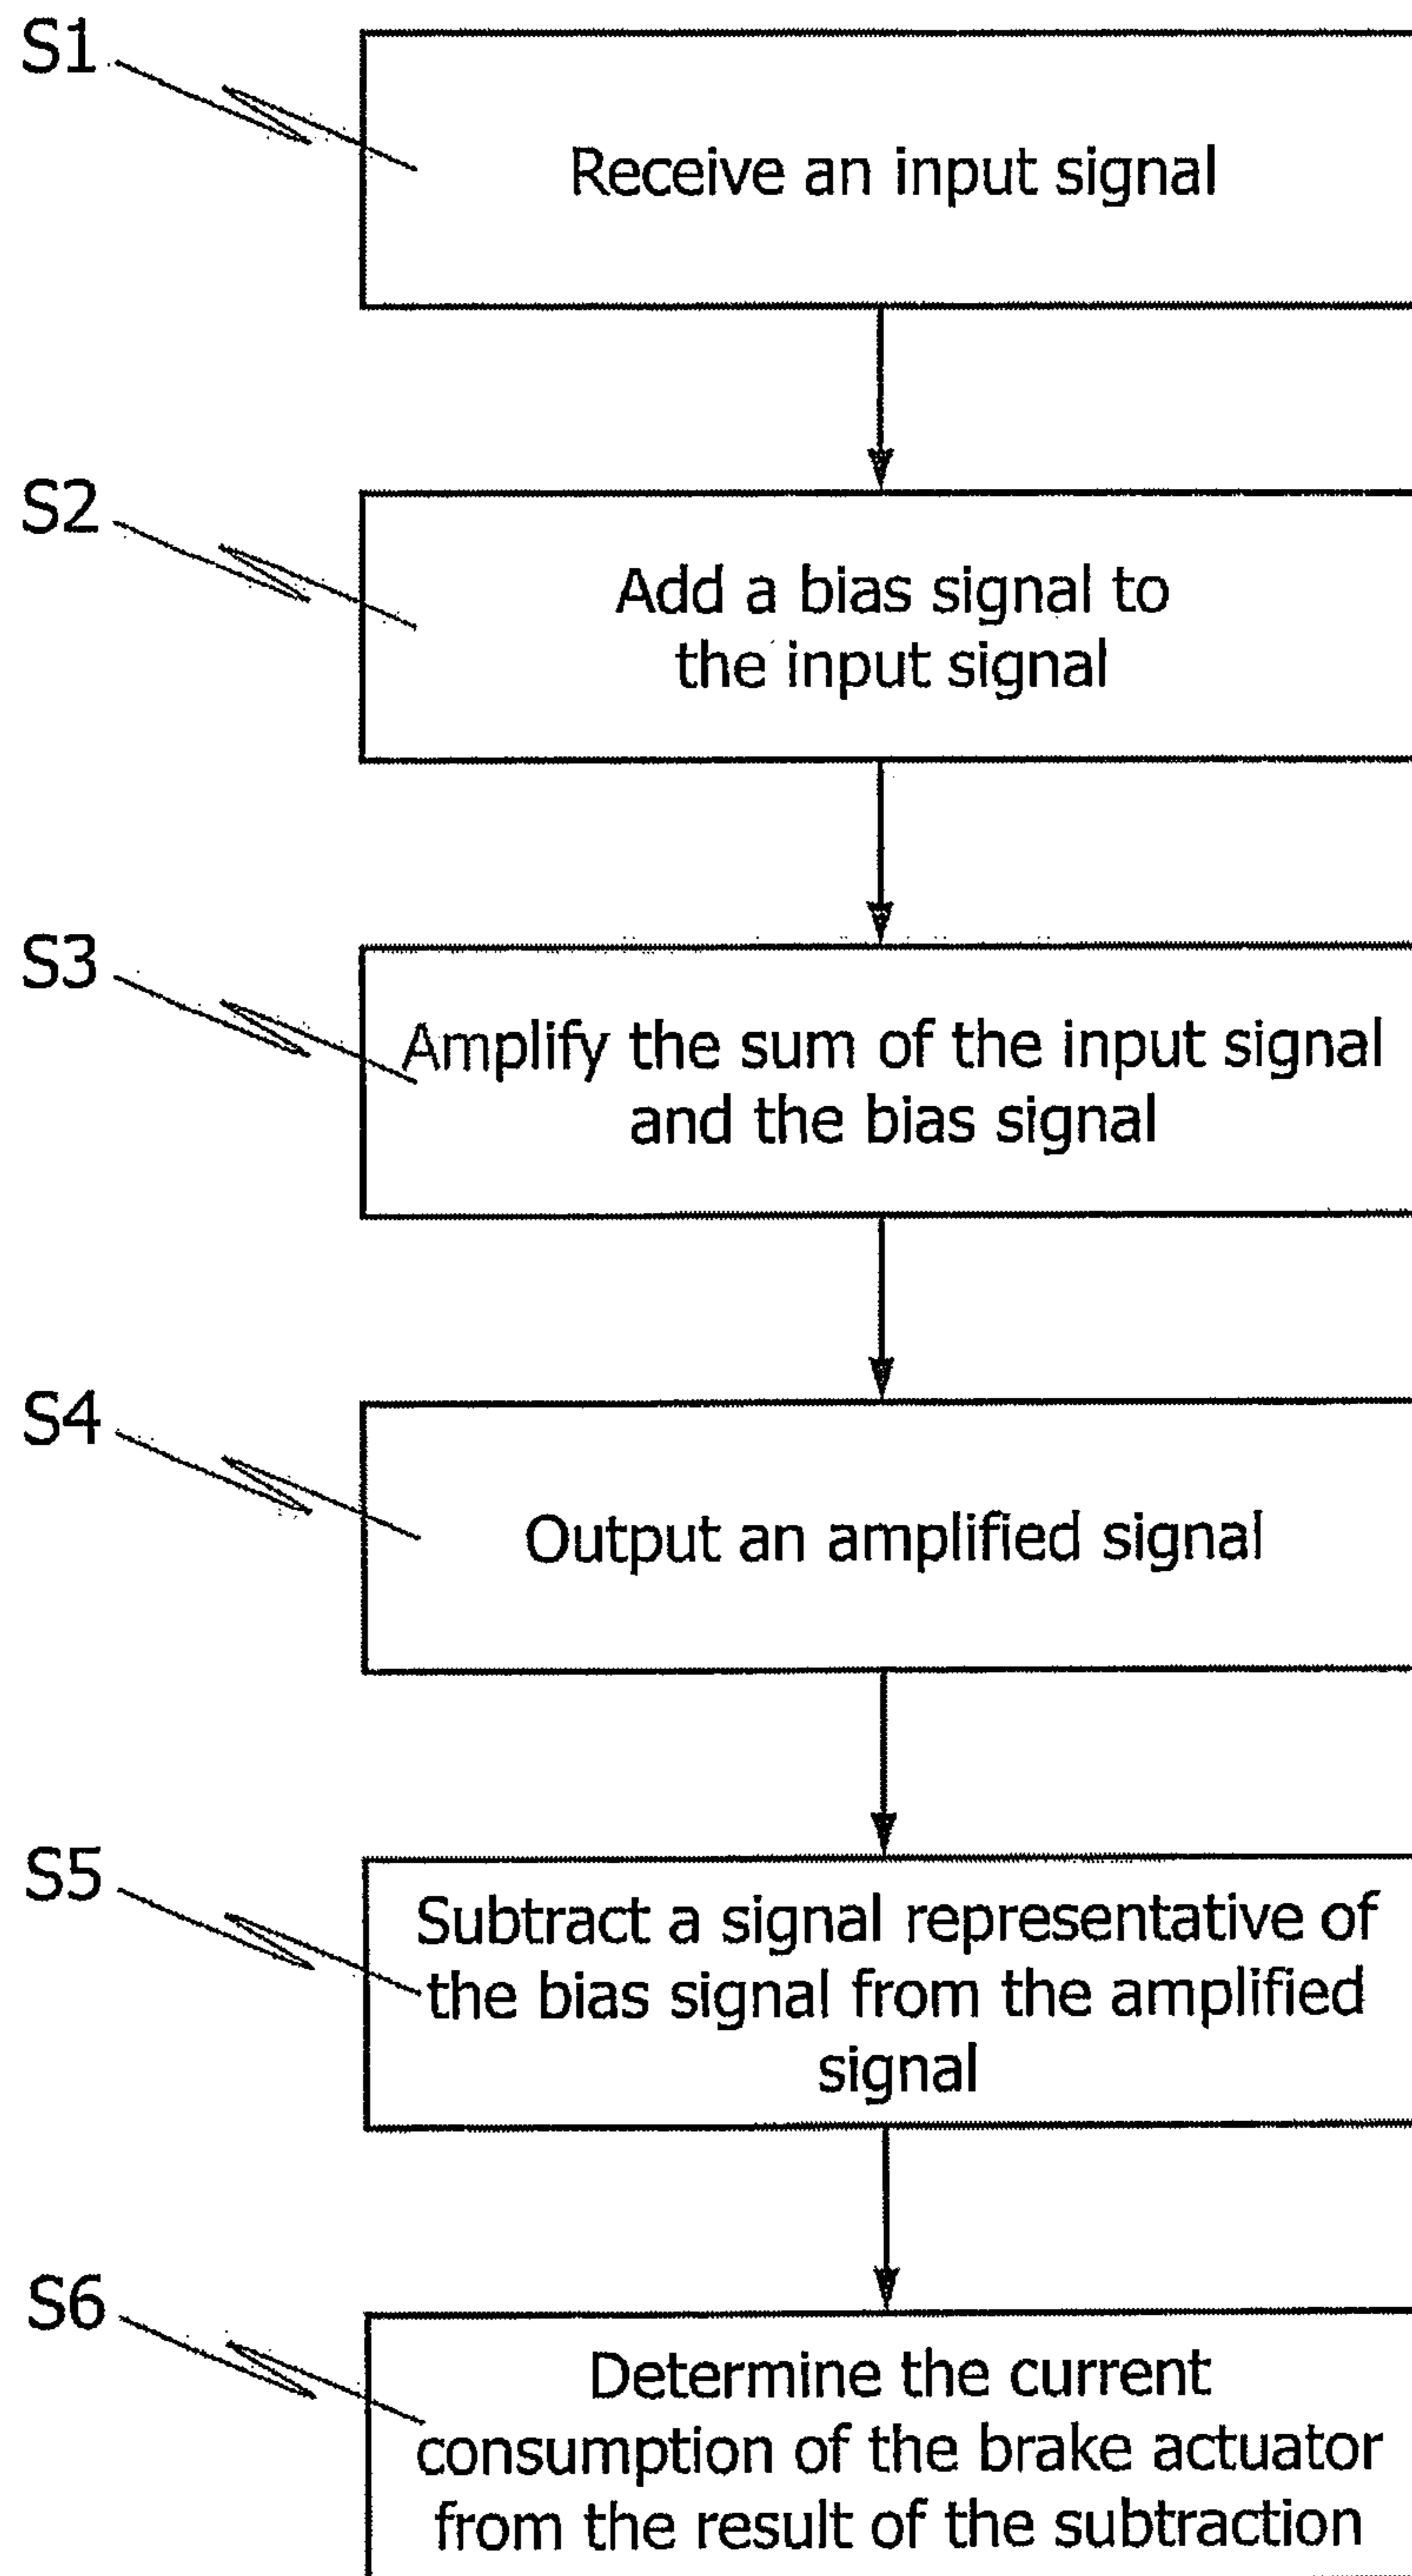 S1
Receive an input signal
S2
Add a bias signal to
the input signal
S3
Amplify the sum of the input signal
and the bias signal
S4
Output an amplified signal
S5
Subtract a signal representative of
the bias signal from the amplified
signal
S6
Determine the current
consumption of the brake actuator
from the result of the subtraction